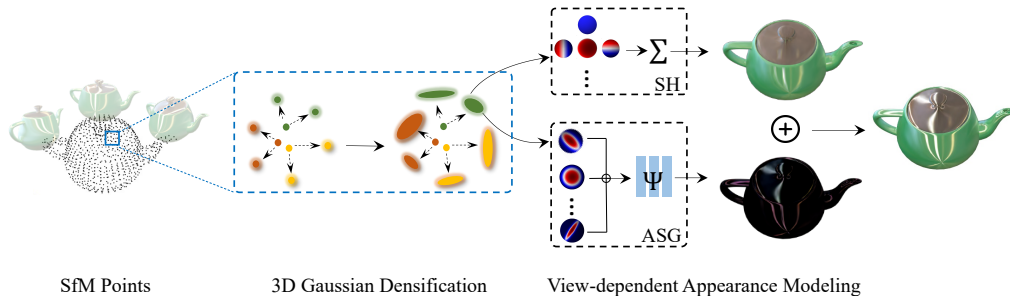 Σ
SH
Ψ
ASG
SfM Points
3D Gaussian Densification
View-dependent Appearance Modeling